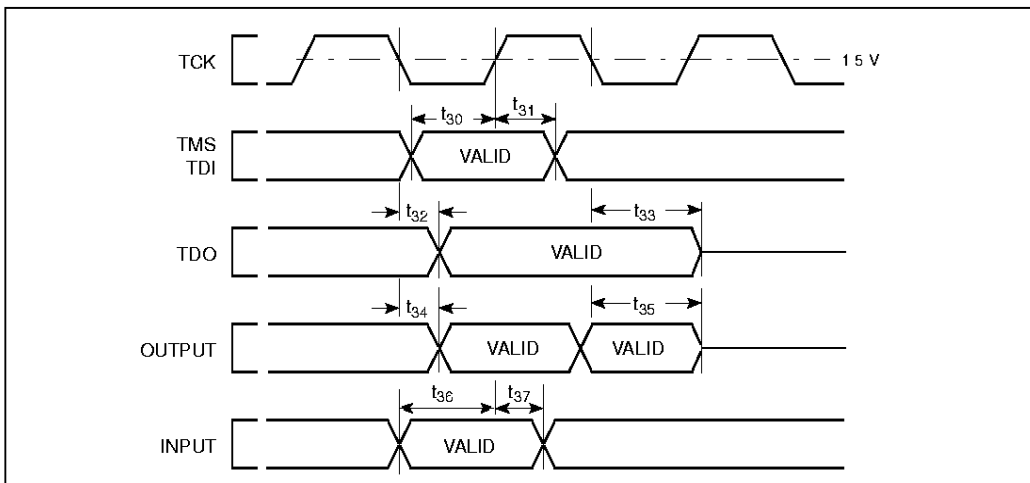 TCK
1 5 V
t30
t31
TMS
TDI
VALID
t32
t33
TDO
VALID
t34
t35
OUTPUT
VALID
VALID
t36
t37
INPUT
VALID